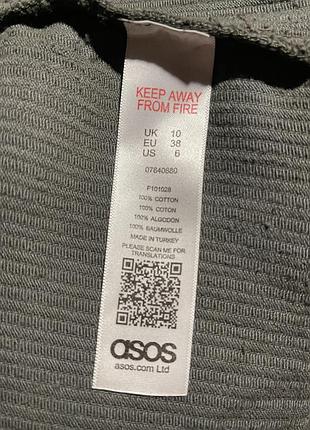 KEEP AWAY
FROM FIRE
UK 10
EU 38
US 6
07840880
F101028
100% COTTON
100% COTON
100% ALGODON
100% BAUMWOLLE
MADE IN TURKEY
PLEASE SCAN ME FOR
TRANSLATIONS
asos
asos.com Ltd